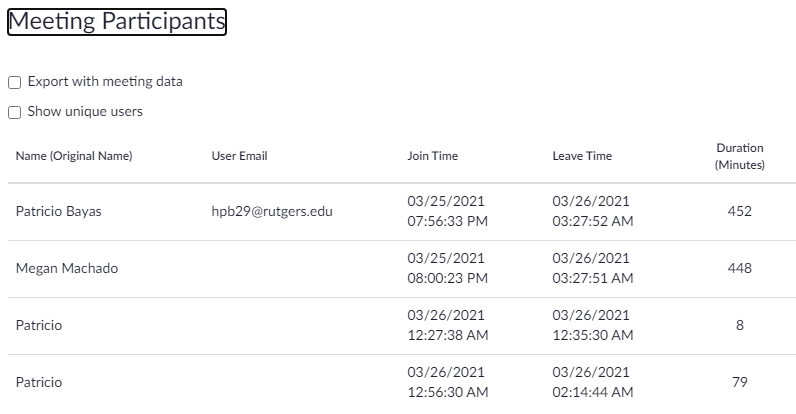 Meeting Participants
Export with meeting data
Show unique users
Name (Original Name) User Email Join Time Leave Time Duration (Minutes)
Patricio Bayas hpb29@rutgers.edu 03/25/2021 07:56:33 PM 03/26/2021 03:27:52 AM 452
Megan Machado 03/25/2021 08:00:23 PM 03/26/2021 03:27:51 AM 448
Patricio 03/26/2021 12:27:38 AM 03/26/2021 12:35:30 AM 8
Patricio 03/26/2021 12:56:30 AM 03/26/2021 02:14:44 AM 79